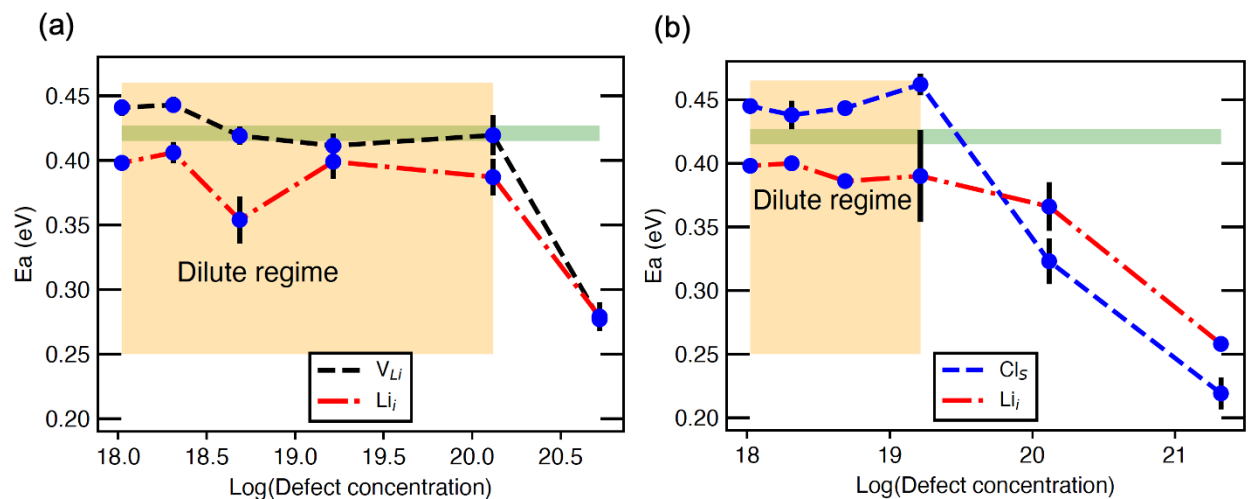 (a)
0.45
0.40
0.35
0.30
0.25
0.20
Ea (eV)
Dilute regime
V_Li
Li_i
18.0 18.5 19.0 19.5 20.0 20.5
Log(Defect concentration)
(b)
0.45
0.40
0.35
0.30
0.25
0.20
Ea (eV)
Dilute regime
Cl_S
Li_i
18 19 20 21
Log(Defect concentration)